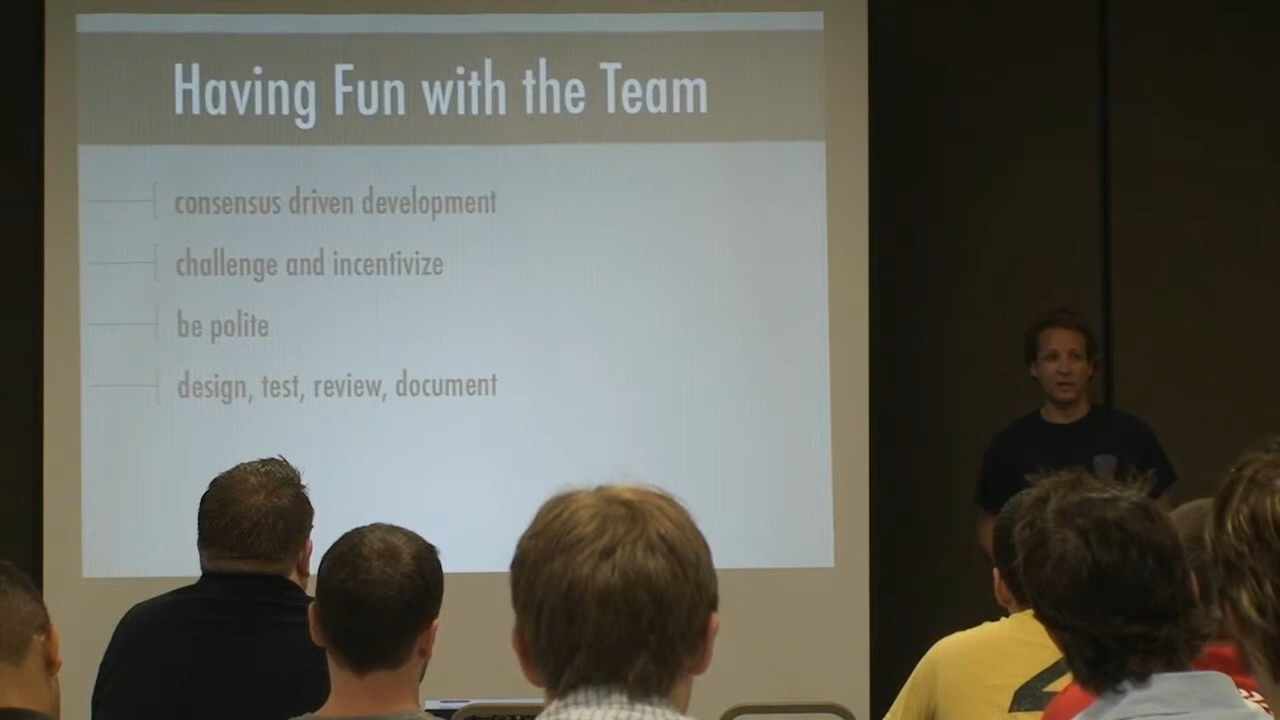 Having Fun with the Team
consensus driven development
challenge and incentivize
be polite
design, test, review, document